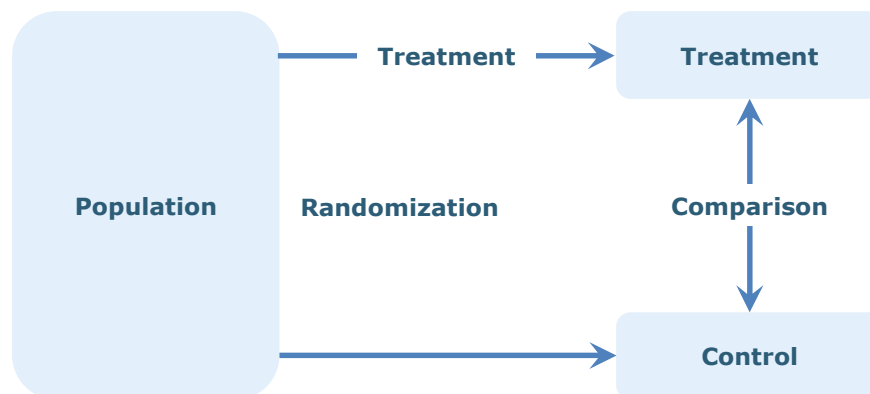 Treatment
Treatment
Population
Randomization
Comparison
Control